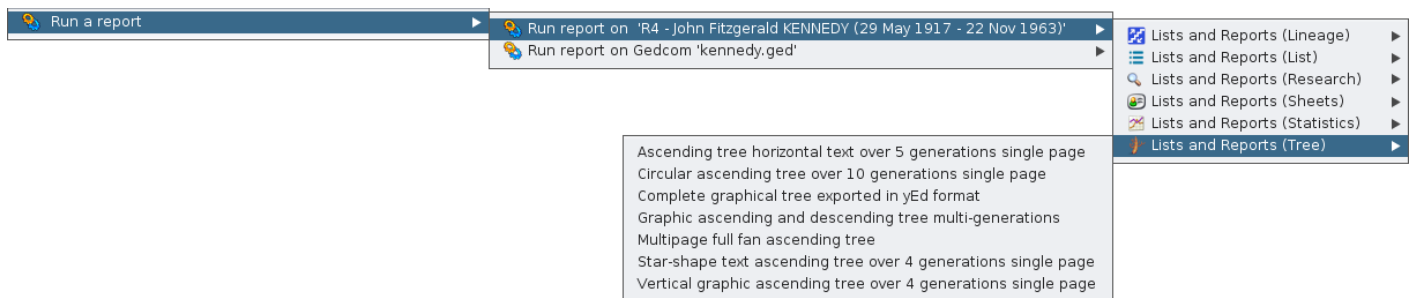 Run a report
Run report on 'R4 - John Fitzgerald KENNEDY (29 May 1917 - 22 Nov 1963)'
Run report on Gedcom 'kennedy.ged'
Lists and Reports (Lineage)
Lists and Reports (List)
Lists and Reports (Research)
Lists and Reports (Sheets)
Lists and Reports (Statistics)
Lists and Reports (Tree)
Ascending tree horizontal text over 5 generations single page
Circular ascending tree over 10 generations single page
Complete graphical tree exported in yEd format
Graphic ascending and descending tree multi-generations
Multipage full fan ascending tree
Star-shape text ascending tree over 4 generations single page
Vertical graphic ascending tree over 4 generations single page